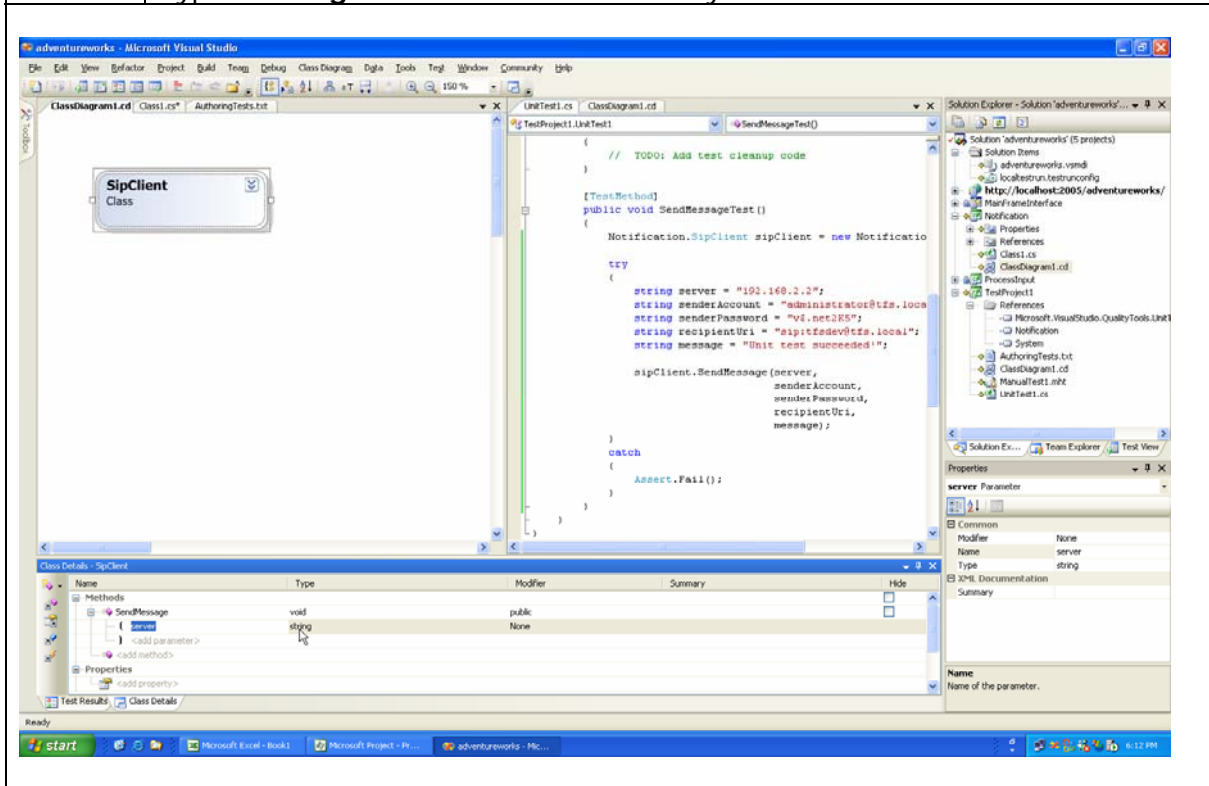 adventureworks - Microsoft Visual Studio
File Edit View Refactor Project Build Team Debug Class Diagram Data Tools Test Window Community Help
150 %
ClassDiagram1.cd Class1.cs* AuthoringTests.txt
Toolbox
SipClient
Class
UnitTest1.cs ClassDiagram1.cd
TestProject1.UnitTest1 SendMessageTest()
{
// TODO: Add test cleanup code
}
[TestMethod]
public void SendMessageTest()
{
Notification.SipClient sipClient = new Notificatio
try
{
string server = "192.168.2.2";
string senderAccount = "administrator@tfs.loca
string senderPassword = "v$.net2K5";
string recipientUri = "sip:tfsdev@tfs.local";
string message = "Unit test succeeded!";
sipClient.SendMessage(server,
senderAccount,
senderPassword,
recipientUri,
message);
}
catch
{
Assert.Fail();
}
}
}
}
Solution Explorer - Solution 'adventureworks'...
Solution 'adventureworks' (5 projects)
Solution Items
adventureworks.vsmdi
localtestrun.testrunconfig
http://localhost:2005/adventureworks/
MainFrameInterface
Notification
Properties
References
Class1.cs
ClassDiagram1.cd
ProcessInput
TestProject1
References
Microsoft.VisualStudio.QualityTools.UnitT
Notification
System
AuthoringTests.txt
ClassDiagram1.cd
ManualTest1.mht
UnitTest1.cs
Solution Ex... Team Explorer Test View
Properties
server Parameter
Common
Modifier None
Name server
Type string
XML Documentation
Summary
Name
Name of the parameter.
Class Details - SipClient
Name Type Modifier Summary Hide
Methods
SendMessage void public
( server string None
) <add parameter>
<add method>
Properties
<add property>
Test Results Class Details
Ready
start Microsoft Excel - Book1 Microsoft Project - Pr... adventureworks - Mic... 6:12 PM